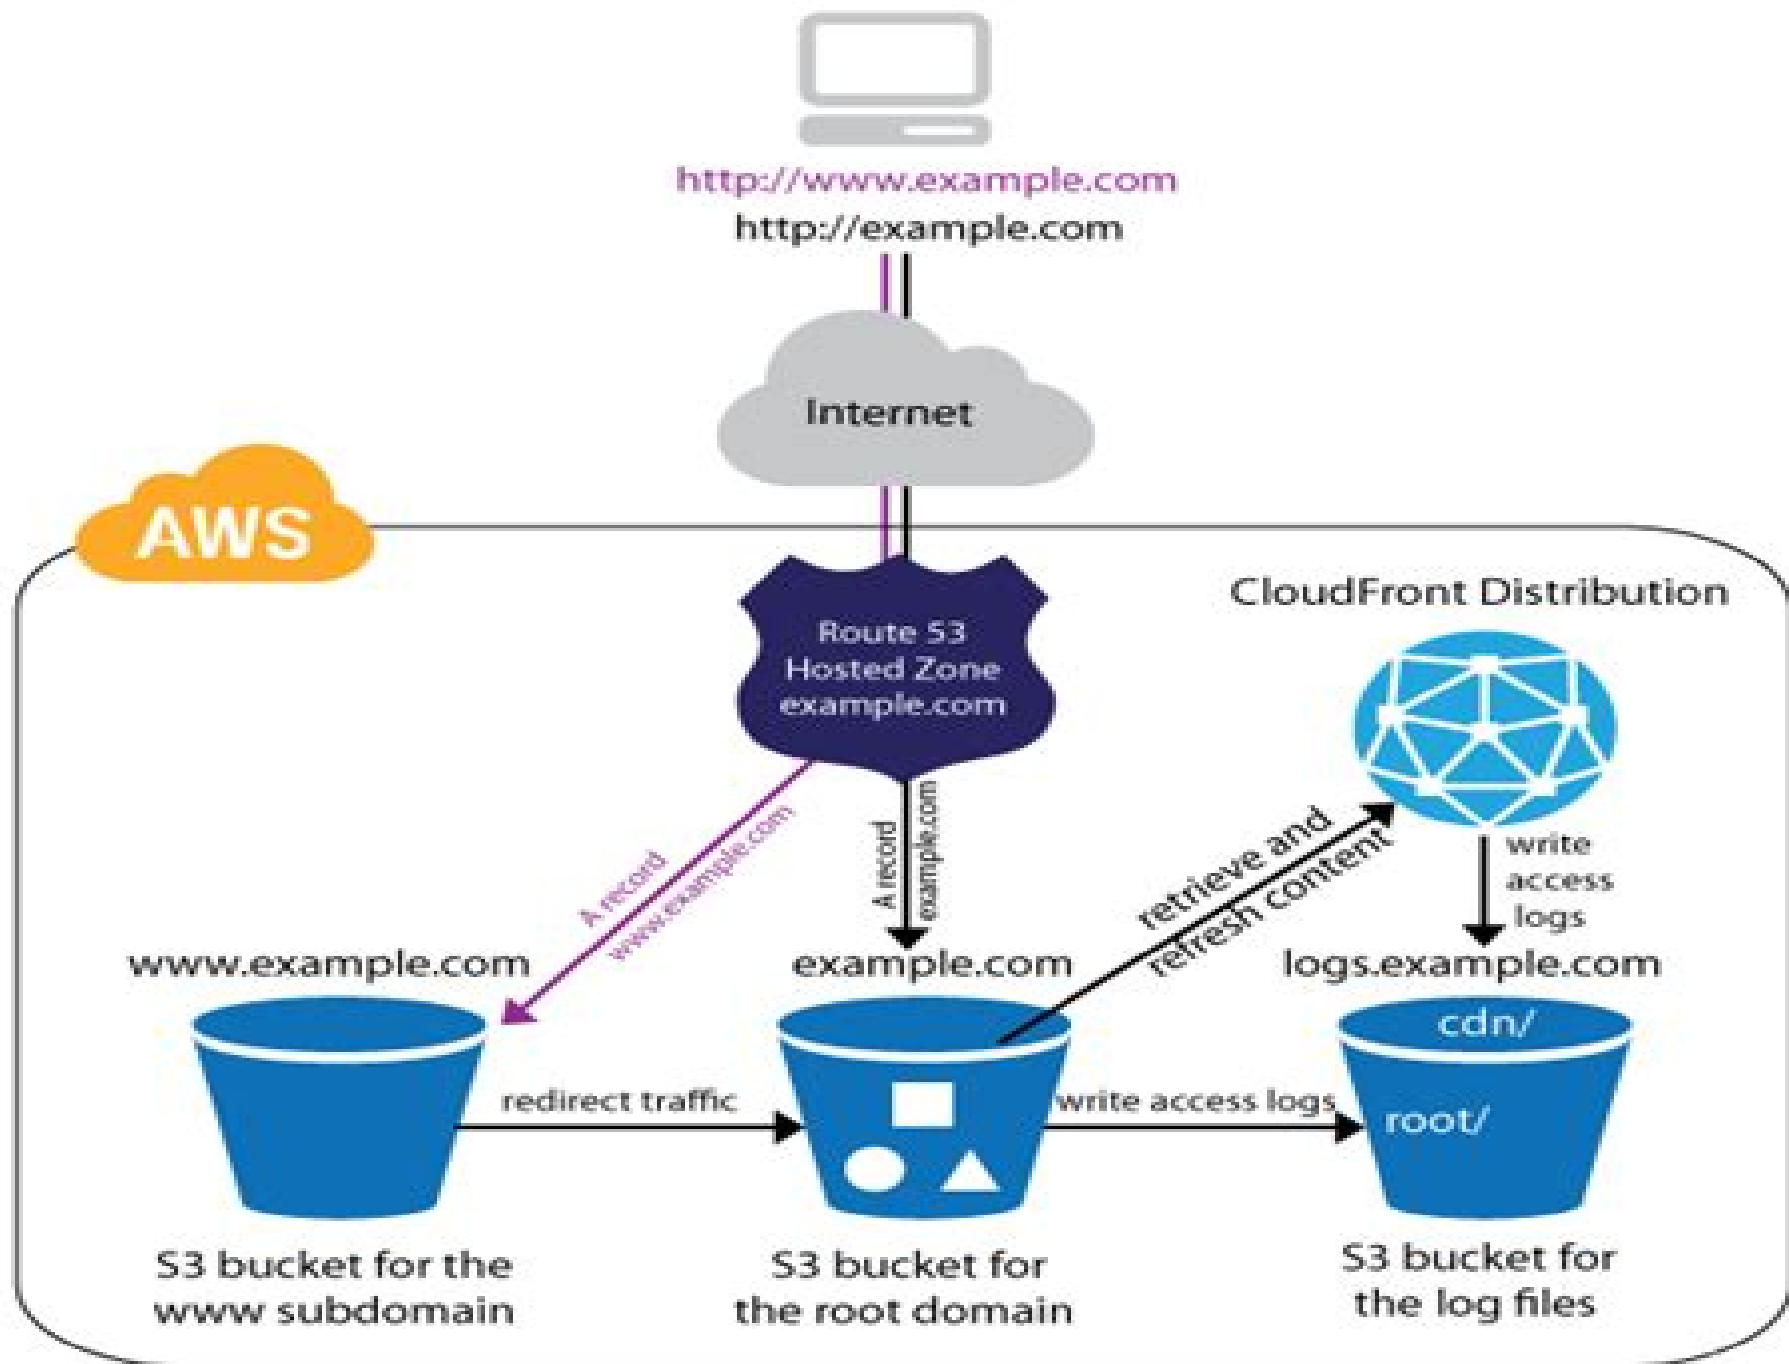 http://www.example.com
http://example.com
Internet
AWS
Route 53
Hosted Zone
example.com
CloudFront Distribution
A record
www.example.com
A record
example.com
retrieve and
refresh content
write
access
logs
www.example.com
example.com
logs.example.com
cdn/
redirect traffic
write access logs
root/
S3 bucket for the
www subdomain
S3 bucket for
the root domain
S3 bucket for
the log files